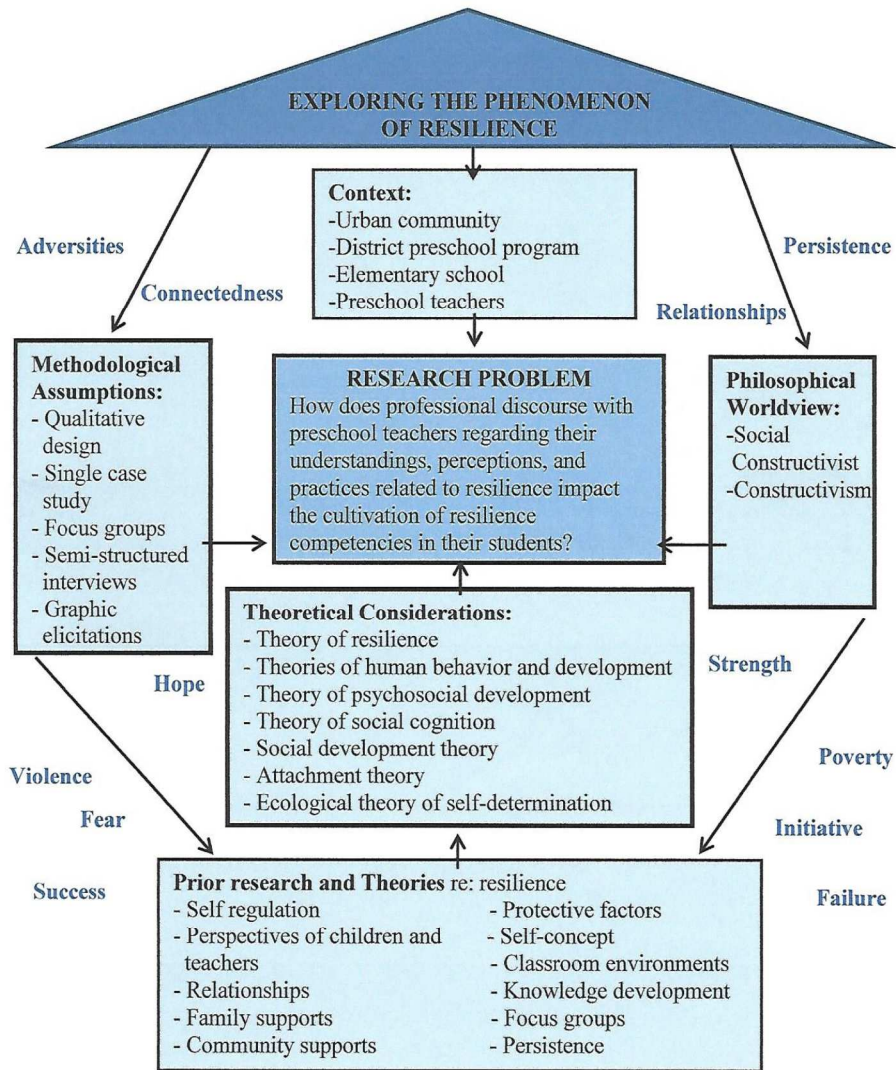 EXPLORING THE PHENOMENON
OF RESILIENCE
Adversities
Connectedness
Context:
-Urban community
-District preschool program
-Elementary school
-Preschool teachers
Persistence
Relationships
Methodological
Assumptions:
- Qualitative
design
- Single case
study
- Focus groups
- Semi-structured
interviews
- Graphic
elicitations
RESEARCH PROBLEM
How does professional discourse with
preschool teachers regarding their
understandings, perceptions, and
practices related to resilience impact
the cultivation of resilience
competencies in their students?
Philosophical
Worldview:
-Social
Constructivist
-Constructivism
Hope
Violence
Fear
Success
Theoretical Considerations:
- Theory of resilience
- Theories of human behavior and development
- Theory of psychosocial development
- Theory of social cognition
- Social development theory
- Attachment theory
- Ecological theory of self-determination
Strength
Poverty
Initiative
Failure
Prior research and Theories re: resilience
- Self regulation
- Perspectives of children and
teachers
- Relationships
- Family supports
- Community supports
- Protective factors
- Self-concept
- Classroom environments
- Knowledge development
- Focus groups
- Persistence